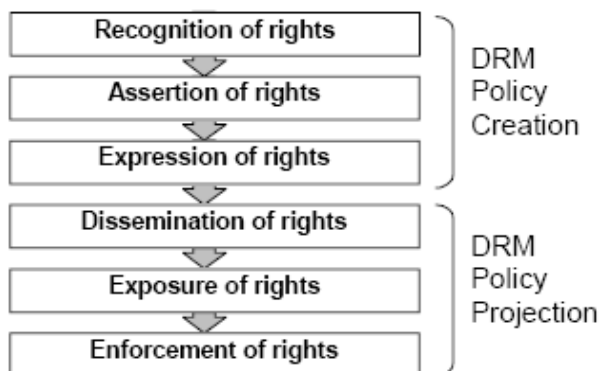 Recognition of rights
Assertion of rights
Expression of rights
DRM
Policy
Creation
Dissemination of rights
Exposure of rights
Enforcement of rights
DRM
Policy
Projection